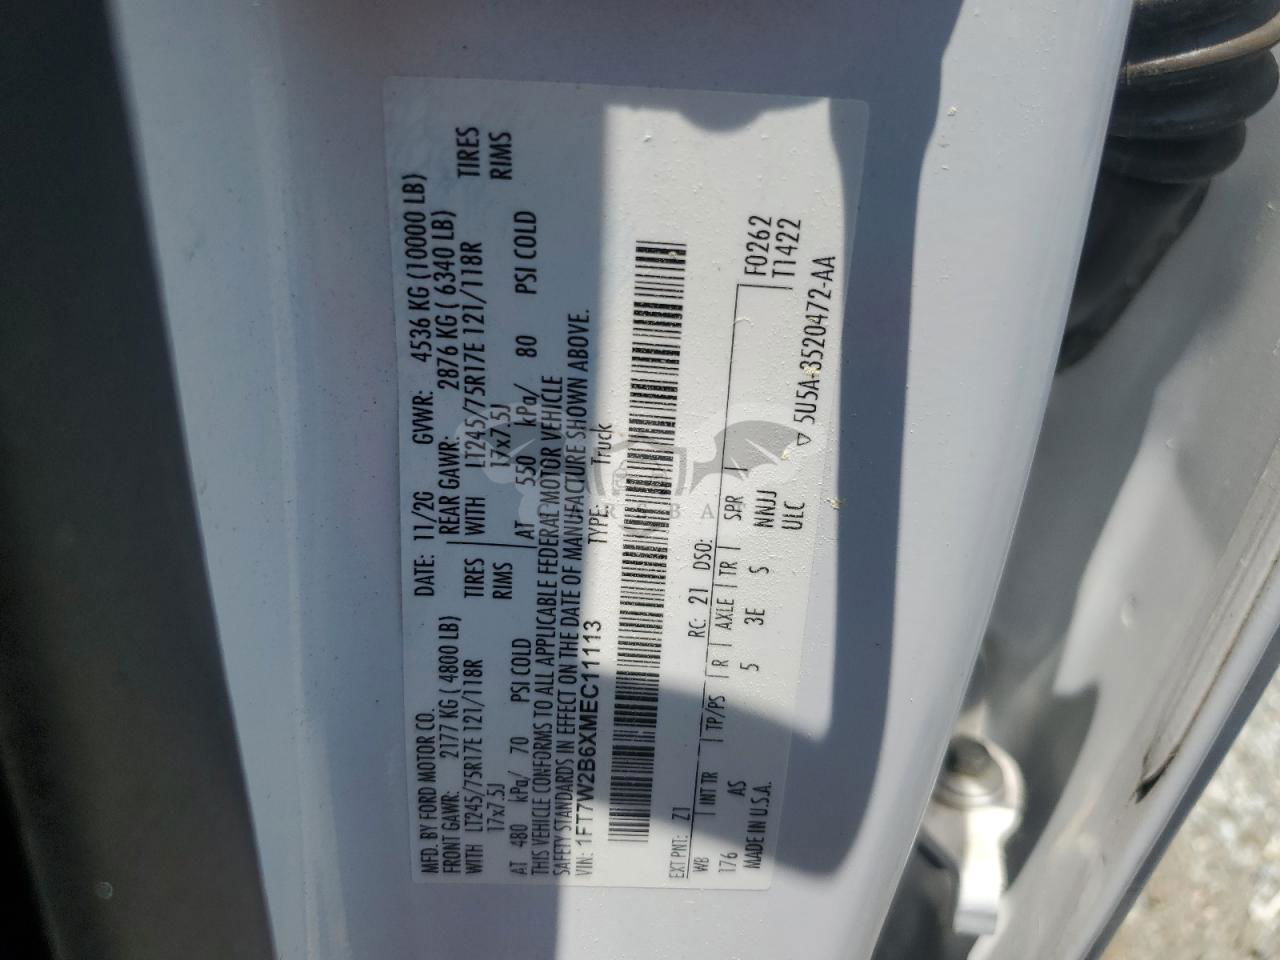 MFD. BY FORD MOTOR CO.
DATE: 11/20 GVWR: 4536 KG (10000 LB)
FRONT GAWR: 2177 KG ( 4800 LB)
REAR GAWR: 2876 KG ( 6340 LB)
WITH LT245/75R17E 121/118R TIRES
WITH LT245/75R17E 121/118R TIRES
17x7.5J RIMS
17x7.5J RIMS
AT 480 kPa/ 70 PSI COLD
AT 550 kPa/ 80 PSI COLD
THIS VEHICLE CONFORMS TO ALL APPLICABLE FEDERAL MOTOR VEHICLE
SAFETY STANDARDS IN EFFECT ON THE DATE OF MANUFACTURE SHOWN ABOVE.
VIN: 1FT7W2B6XMEC11113 TYPE: Truck
EXT PNT: Z1 RC: 21 DSO: F0262
WB INT TR TP/PS R AXLE TR SPR T1422
176 AS 5 3E S NNJJ
MADE IN U.S.A. ULC
5U5A-3520472-AA